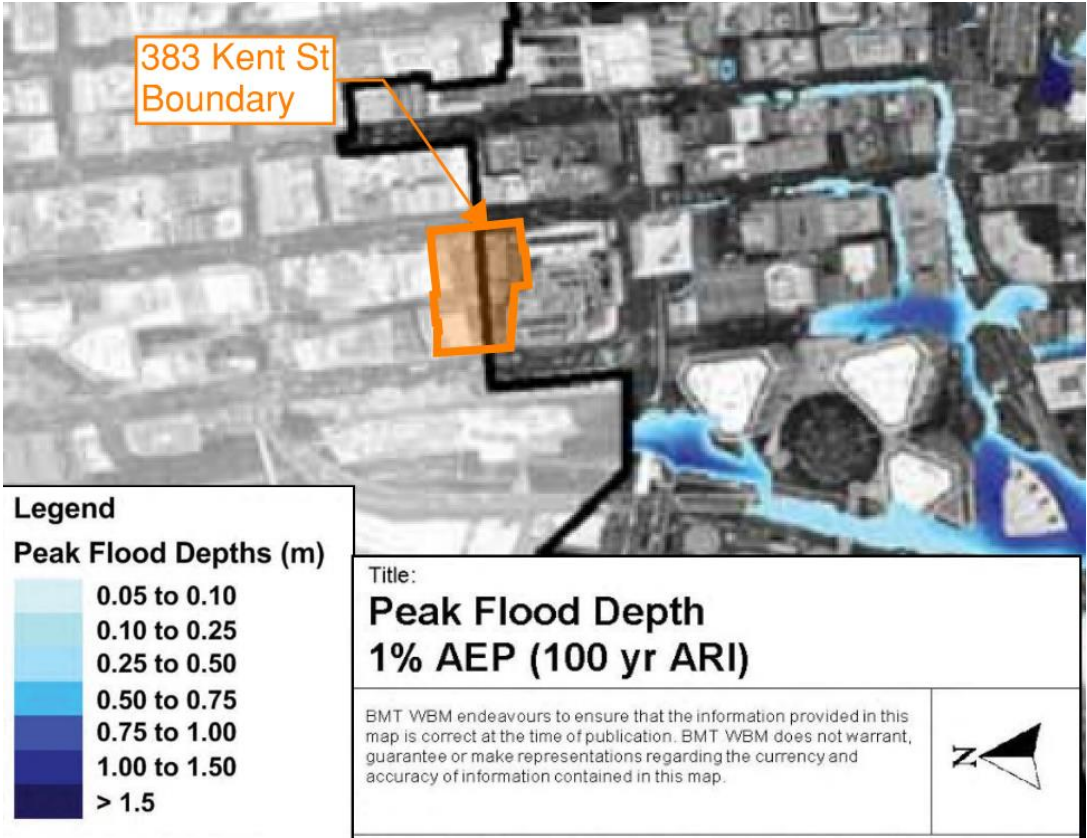 383 Kent St
Boundary
Legend
Peak Flood Depths (m)
0.05 to 0.10
0.10 to 0.25
0.25 to 0.50
0.50 to 0.75
0.75 to 1.00
1.00 to 1.50
> 1.5
Title:
Peak Flood Depth
1% AEP (100 yr ARI)
BMT WBM endeavours to ensure that the information provided in this
map is correct at the time of publication. BMT WBM does not warrant,
guarantee or make representations regarding the currency and
accuracy of information contained in this map.
N